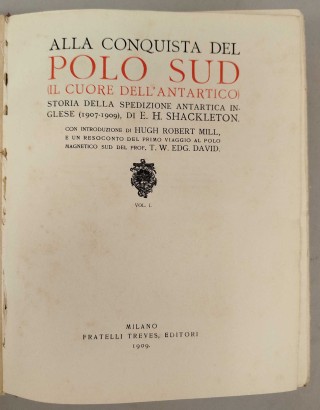 ALLA CONQUISTA DEL
POLO SUD
(IL CUORE DELL'ANTARTICO)
STORIA DELLA SPEDIZIONE ANTARTICA IN-
GLESE (1907-1909), DI E. H. SHACKLETON.
CON INTRODUZIONE DI HUGH ROBERT MILL,
E UN RESOCONTO DEL PRIMO VIAGGIO AL POLO
MAGNETICO SUD DEL PROF. T. W. EDG. DAVID.
VOL. I.
MILANO
FRATELLI TREVES, EDITORI
1909.